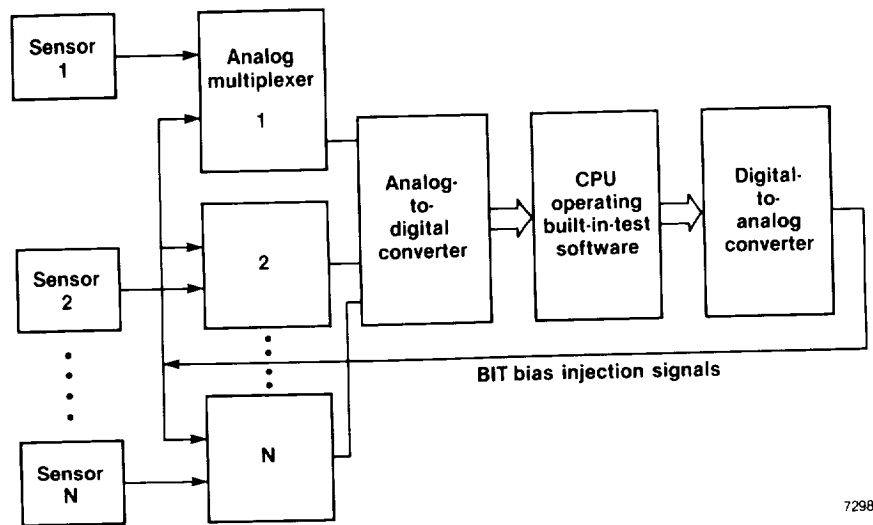 Sensor
1
Analog
multiplexer
1
Analog-
to-
digital
converter
CPU
operating
built-in-test
software
Digital-
to-
analog
converter
Sensor
2
2
BIT bias injection signals
Sensor
N
N
7298